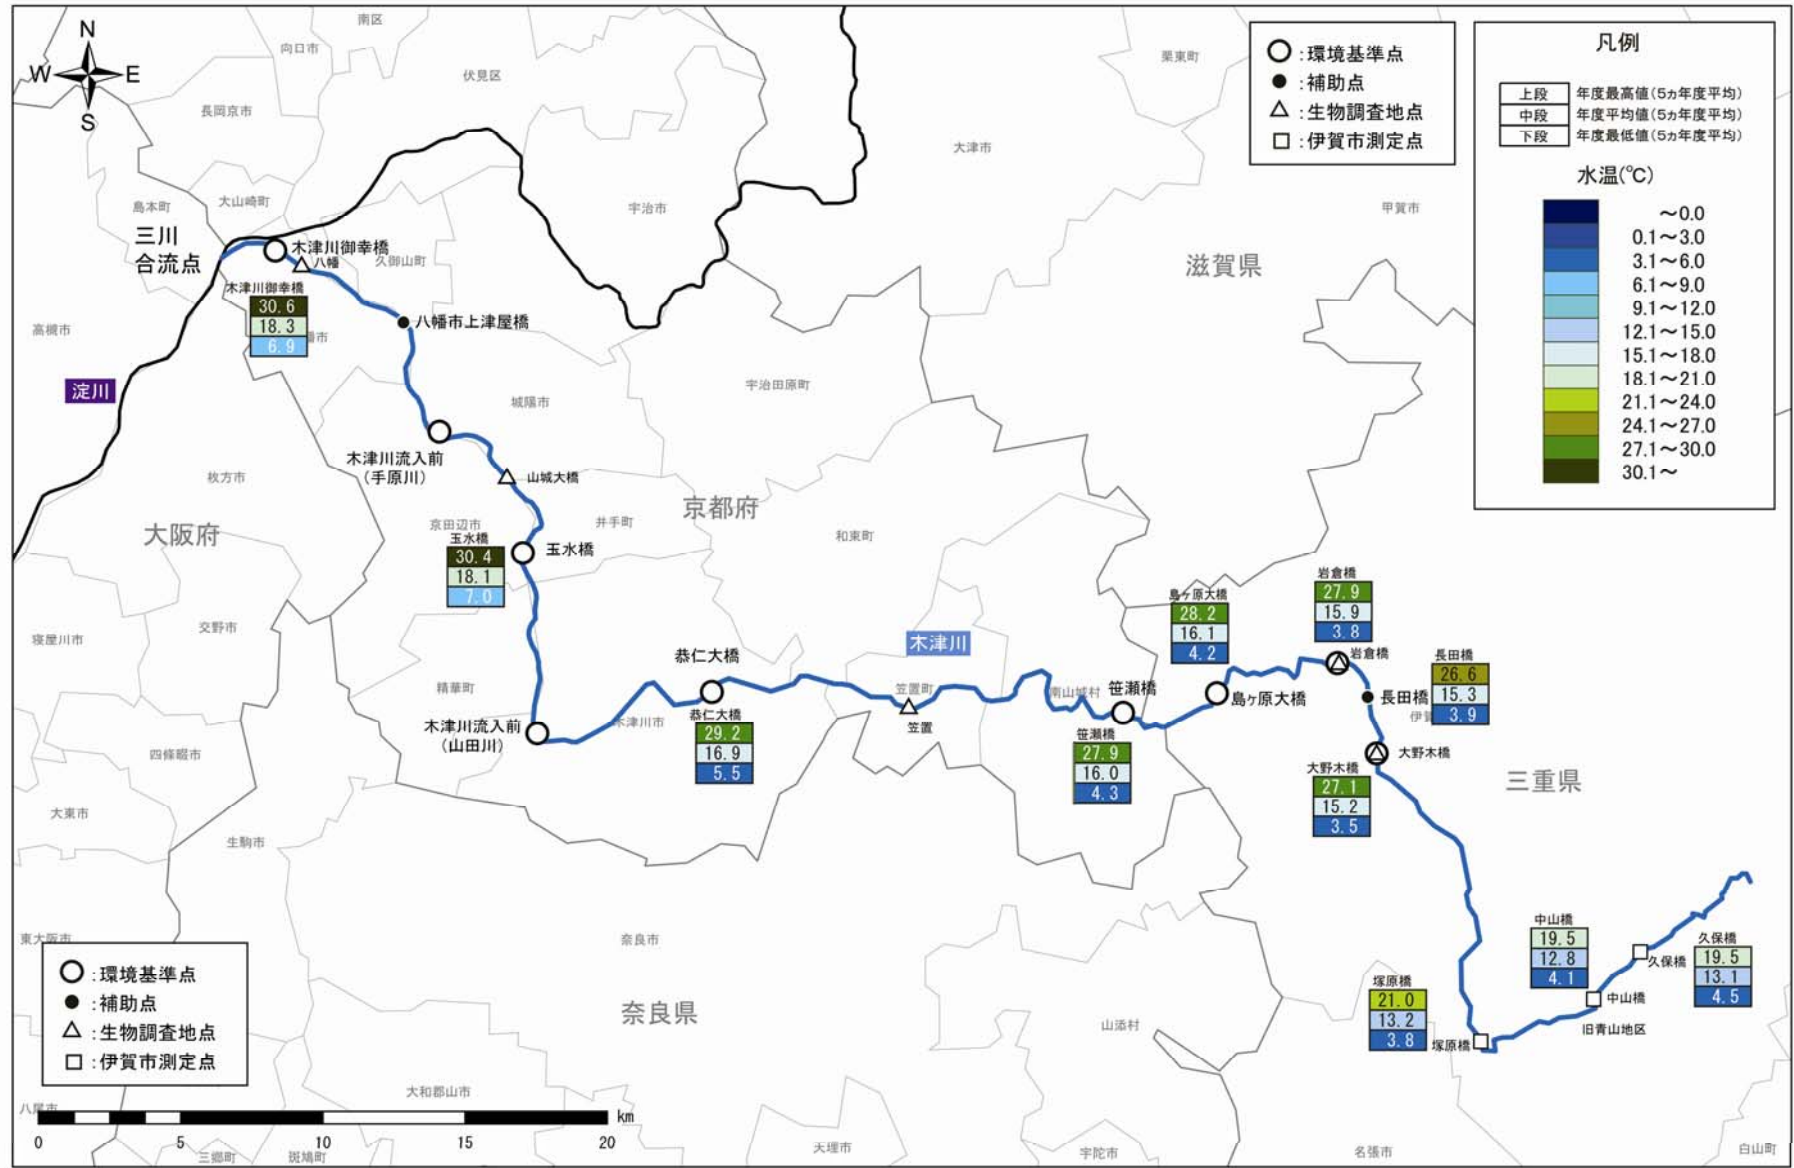 N
W
E
S
南区
向日市
伏見区
長岡京市
栗東町
大津市
○:環境基準点
●:補助点
△:生物調査地点
□:伊賀市測定点
凡例
上段 年度最高値(5ヵ年度平均)
中段 年度平均値(5ヵ年度平均)
下段 年度最低値(5ヵ年度平均)
水温(℃)
～0.0
0.1～3.0
3.1～6.0
6.1～9.0
9.1～12.0
12.1～15.0
15.1～18.0
18.1～21.0
21.1～24.0
24.1～27.0
27.1～30.0
30.1～
島本町
大山崎町
宇治市
甲賀市
三川
合流点
木津川御幸橋
八幡
久御山町
滋賀県
木津川御幸橋
30.6
18.3
6.9
幡市
八幡市上津屋橋
高槻市
淀川
宇治田原町
城陽市
木津川流入前
(手原川)
山城大橋
枚方市
大阪府
京都府
京田辺市
井手町
和束町
玉水橋
30.4
18.1
7.0
玉水橋
寝屋川市
交野市
木津川
島ヶ原大橋
28.2
16.1
4.2
岩倉橋
27.9
15.9
3.8
岩倉橋
長田橋
26.6
15.3
3.9
長田橋
伊賀
恭仁大橋
恭仁大橋
29.2
16.9
5.5
精華町
木津川流入前
(山田川)
木津川市
笠置町
笠置
南山城村
笹瀬橋
笹瀬橋
27.9
16.0
4.3
島ヶ原大橋
大野木橋
大野木橋
27.1
15.2
3.5
三重県
四條畷市
大東市
生駒市
東大阪市
奈良市
奈良県
山添村
中山橋
19.5
12.8
4.1
久保橋
19.5
13.1
4.5
久保橋
中山橋
旧青山地区
塚原橋
21.0
13.2
3.8
塚原橋
○:環境基準点
●:補助点
△:生物調査地点
□:伊賀市測定点
大和郡山市
八尾市
km
0 5 10 15 20
三郷町
斑鳩町
天理市
宇陀市
名張市
白山町